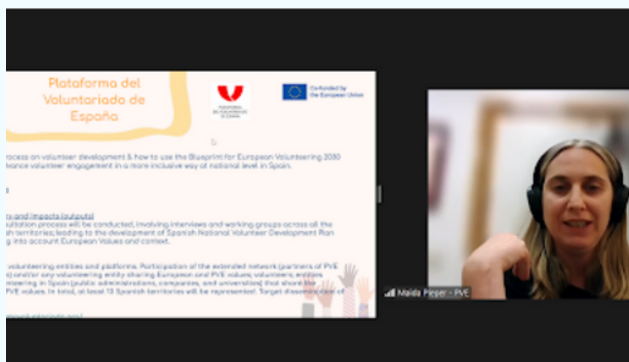 Plataforma del
Voluntariado de
España
Co-funded by
the European Union
rocess on volunteer development & how to use the Blueprint for European Volunteering 2030
vance volunteer engagement in a more inclusive way at national level in Spain.
rs and impacts (outputs)
sultation process will be conducted, involving interviews and working groups across all the
sh territories; leading to the development of Spanish National Volunteer Development Plan
ng into account European Values and context.
volunteering entities and platforms. Participation of the extended network (partners of PVE
) and/or any volunteering entity sharing European and PVE values; volunteers, entities
nteering in Spain (public administrations, companies, and universities) that share the
PVE values. In total, at least 13 Spanish territories will be represented. Target dissemination of
Maida Pieper - PVE